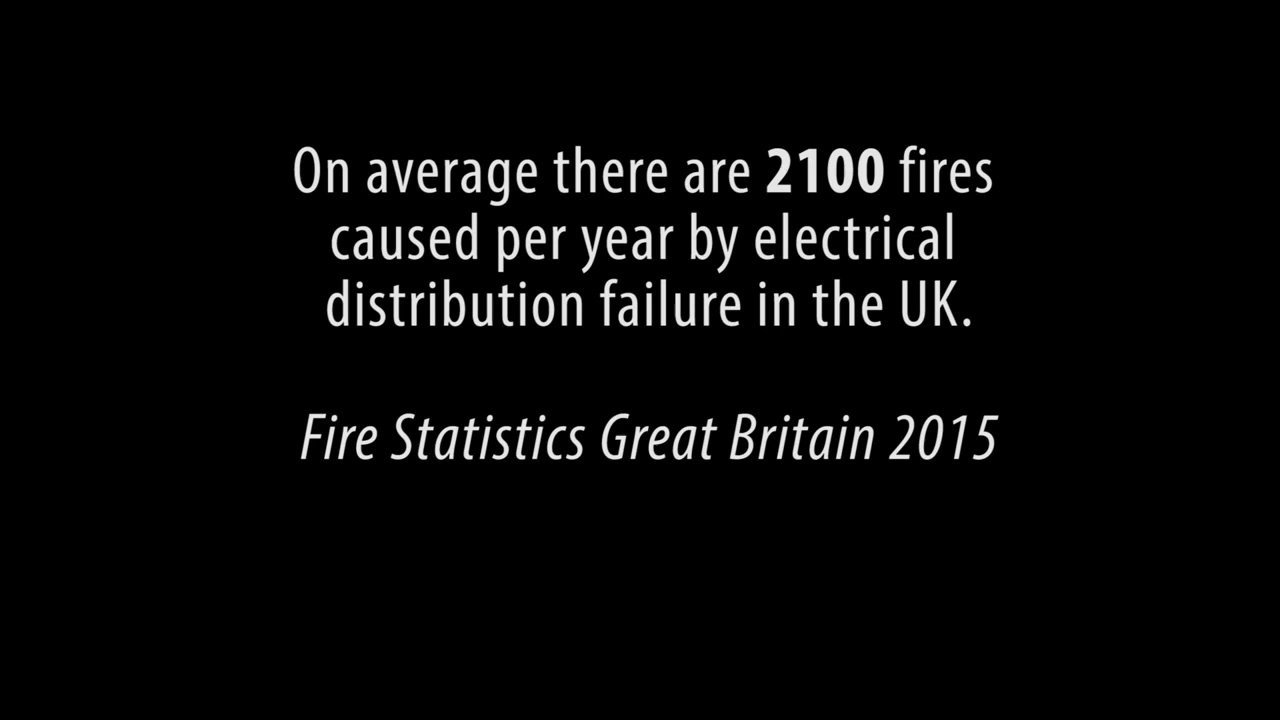 On average there are 2100 fires
caused per year by electrical
distribution failure in the UK.
Fire Statistics Great Britain 2015